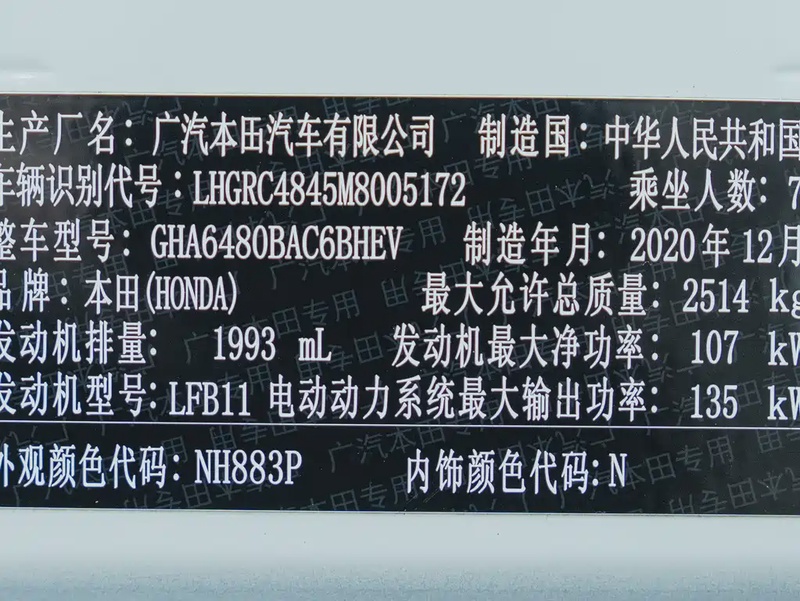 生产厂名：广汽本田汽车有限公司 制造国：中华人民共和国
车辆识别代号：LHGRC4845M8005172 乘坐人数：7
整车型号：GHA6480BAC6BHEV 制造年月：2020年12月
品牌：本田(HONDA) 最大允许总质量：2514 kg
发动机排量： 1993 mL 发动机最大净功率：107 kW
发动机型号：LFB11 电动动力系统最大输出功率：135 kW
外观颜色代码：NH883P 内饰颜色代码：N